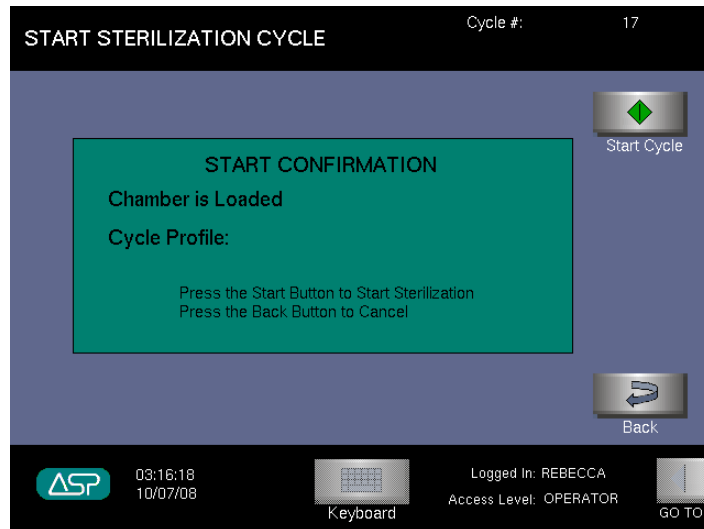 START STERILIZATION CYCLE
Cycle #: 17
Start Cycle
START CONFIRMATION
Chamber is Loaded
Cycle Profile:
Press the Start Button to Start Sterilization
Press the Back Button to Cancel
Back
ASP
03:16:18
10/07/08
Keyboard
Logged In: REBECCA
Access Level: OPERATOR
GO TO